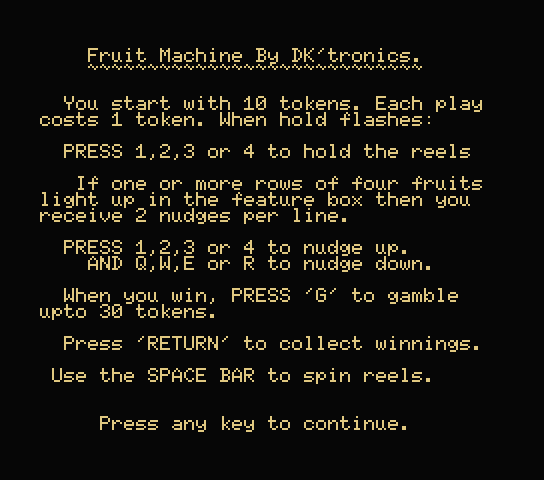 Fruit Machine By DK'tronics.
You start with 10 tokens. Each play
costs 1 token. When hold flashes:
PRESS 1,2,3 or 4 to hold the reels
If one or more rows of four fruits
light up in the feature box then you
receive 2 nudges per line.
PRESS 1,2,3 or 4 to nudge up.
AND Q,W,E or R to nudge down.
When you win, PRESS 'G' to gamble
upto 30 tokens.
Press 'RETURN' to collect winnings.
Use the SPACE BAR to spin reels.
Press any key to continue.